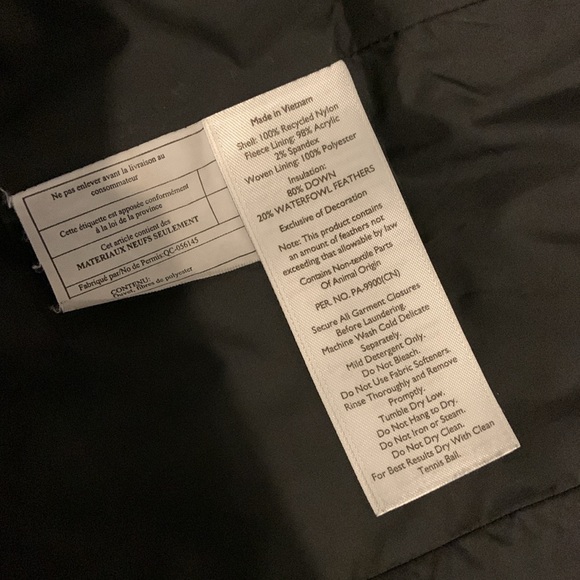 Ne pas enlever avant la livraison au
consommateur
Cette étiquette est apposée conformément
à la loi de la province
Cet article contient des
MATERIAUX NEUFS SEULEMENT
Fabriqué par/No de Permis:QC-056145
CONTENU:
Duvet, fibres de polyester
Made in Vietnam
Shell: 100% Recycled Nylon
Fleece Lining: 98% Acrylic
2% Spandex
Woven Lining: 100% Polyester
Insulation:
80% DOWN
20% WATERFOWL FEATHERS
Exclusive of Decoration
Note: This product contains
an amount of feathers not
exceeding that allowable by law
Contains Non-textile Parts
Of Animal Origin
PER. NO. PA-9900(CN)
Secure All Garment Closures
Before Laundering.
Machine Wash Cold Delicate
Separately.
Mild Detergent Only.
Do Not Bleach.
Do Not Use Fabric Softeners.
Rinse Thoroughly and Remove
Promptly.
Tumble Dry Low.
Do Not Hang to Dry.
Do Not Iron or Steam.
Do Not Dry Clean.
For Best Results Dry With Clean
Tennis Ball.